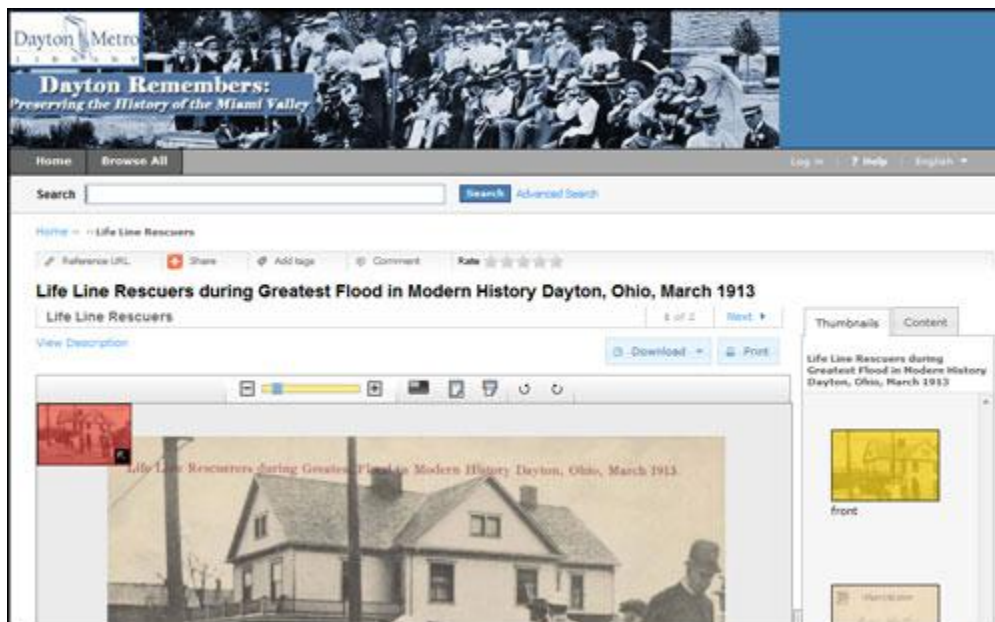 Dayton Metro
LIBRARY
Dayton Remembers:
Preserving the History of the Miami Valley
Home Browse All Log in ? Help English
Search Search Advanced Search
Home Life Line Rescuers
Reference URL Share Add tags Comment Rate
Life Line Rescuers during Greatest Flood in Modern History Dayton, Ohio, March 1913
Life Line Rescuers 1 of 2 Next
Thumbnails Content
View Description
Download Print
Life Line Rescuers during
Greatest Flood in Modern History
Dayton, Ohio, March 1913
Life Line Rescuerers during Greatest Flood in Modern History Dayton, Ohio, March 1913
front